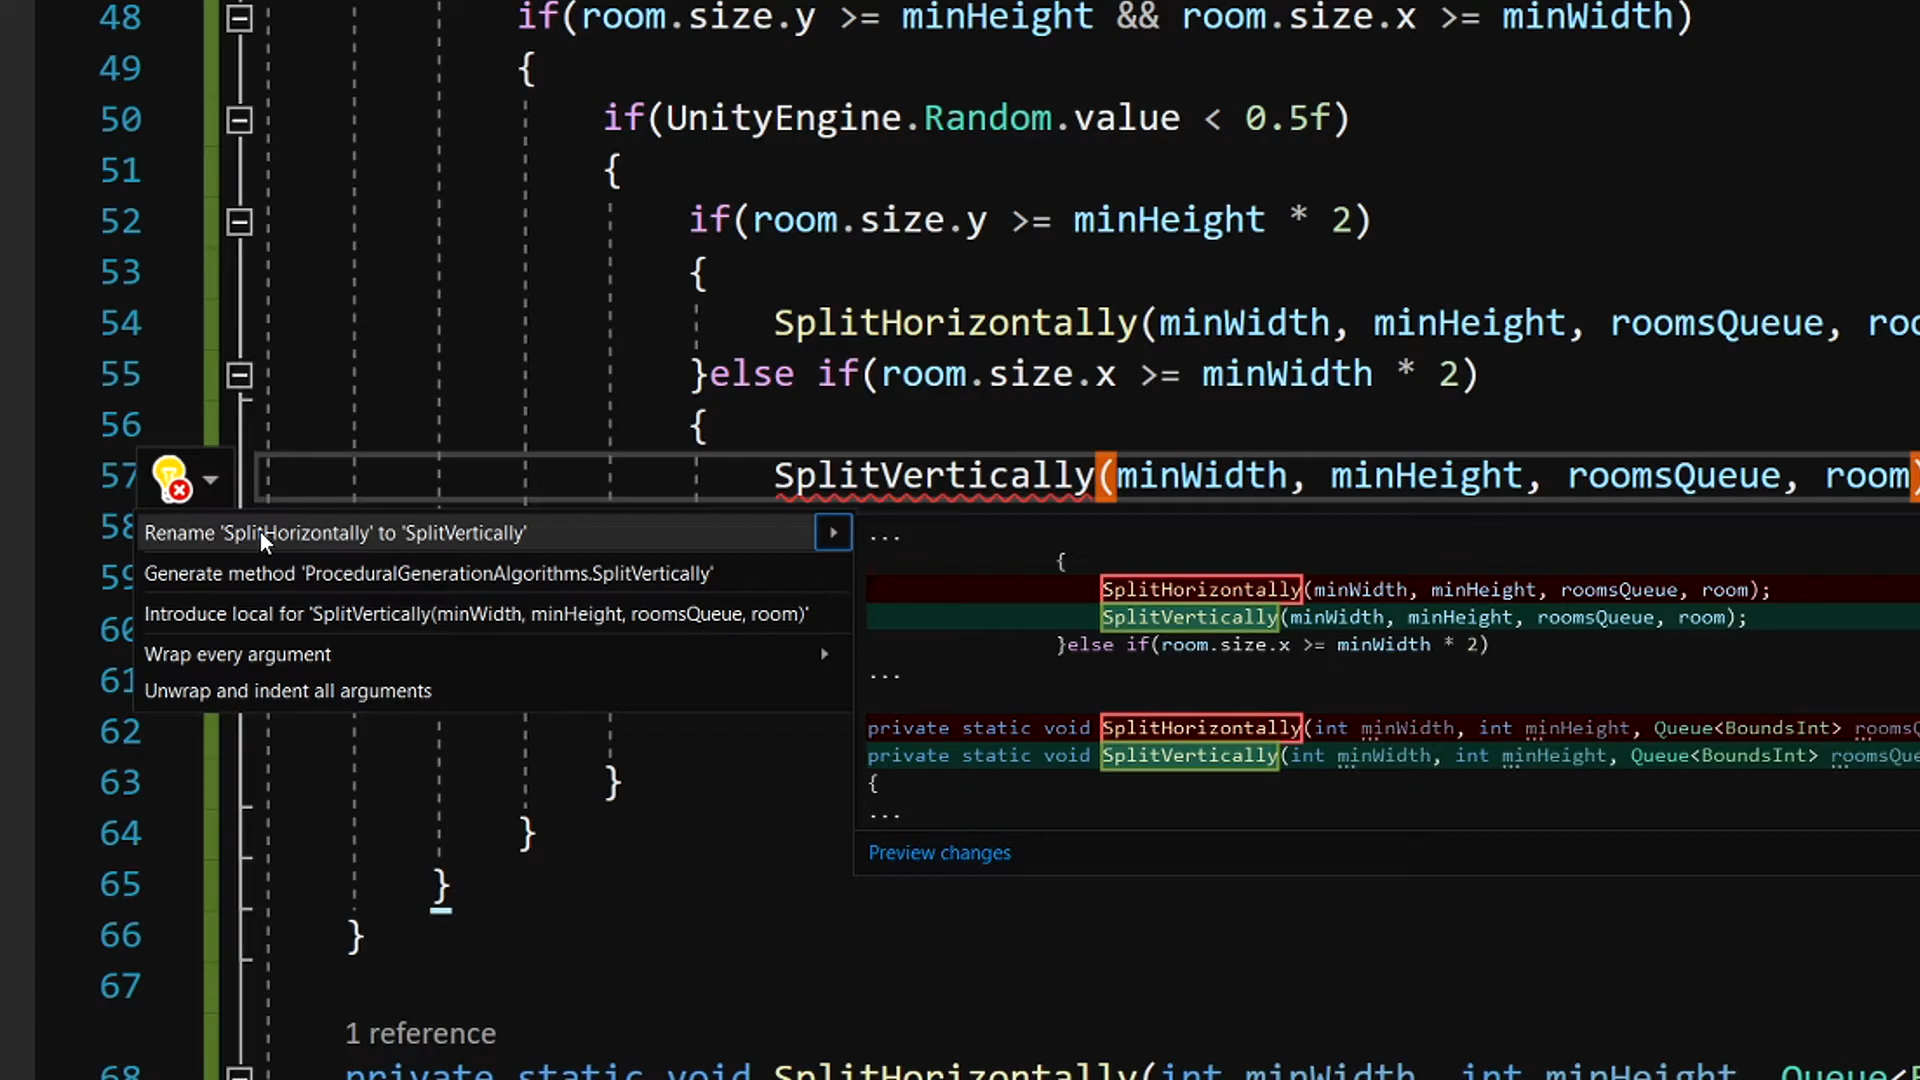 48 if(room.size.y >= minHeight && room.size.x >= minWidth)
49 {
50 if(UnityEngine.Random.value < 0.5f)
51 {
52 if(room.size.y >= minHeight * 2)
53 {
54 SplitHorizontally(minWidth, minHeight, roomsQueue, roo
55 }else if(room.size.x >= minWidth * 2)
56 {
57 SplitVertically(minWidth, minHeight, roomsQueue, room)
58
Rename 'SplitHorizontally' to 'SplitVertically'
59
Generate method 'ProceduralGenerationAlgorithms.SplitVertically'
60
Introduce local for 'SplitVertically(minWidth, minHeight, roomsQueue, room)'
Wrap every argument
61
Unwrap and indent all arguments
...
{
SplitHorizontally(minWidth, minHeight, roomsQueue, room);
SplitVertically(minWidth, minHeight, roomsQueue, room);
}else if(room.size.x >= minWidth * 2)
...
private static void SplitHorizontally(int minWidth, int minHeight, Queue<BoundsInt> roomsQ
private static void SplitVertically(int minWidth, int minHeight, Queue<BoundsInt> roomsQue
{
...
Preview changes
62
63 }
64 }
65 }
66 }
67
1 reference
68 private static void SplitHorizontally(int minWidth, int minHeight, Queue<B